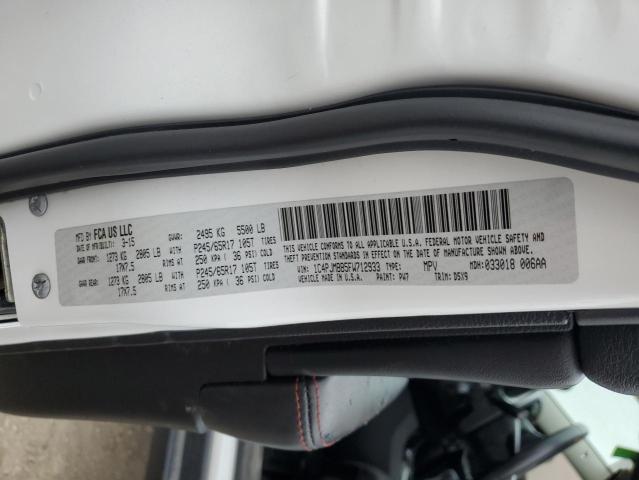 MFD BY FCA US LLC
DATE OF MFR(BUILT): 3-15 GVWR: 2495 KG 5500 LB
GAWR FRONT: 1273 KG 2805 LB WITH P245/65R17 105T TIRES
17X7.5 RIMS AT 250 KPA ( 36 PSI) COLD
GAWR REAR: 1273 KG 2805 LB WITH P245/65R17 105T TIRES
17X7.5 RIMS AT 250 KPA ( 36 PSI) COLD
THIS VEHICLE CONFORMS TO ALL APPLICABLE U.S.A. FEDERAL MOTOR VEHICLE SAFETY AND
THEFT PREVENTION STANDARDS IN EFFECT ON THE DATE OF MANUFACTURE SHOWN ABOVE.
VIN: 1C4PJMBB5FW712933 TYPE: MPV MDH: 033018 006AA
VEHICLE MADE IN U.S.A. PAINT: PW7 TRIM: D5X9